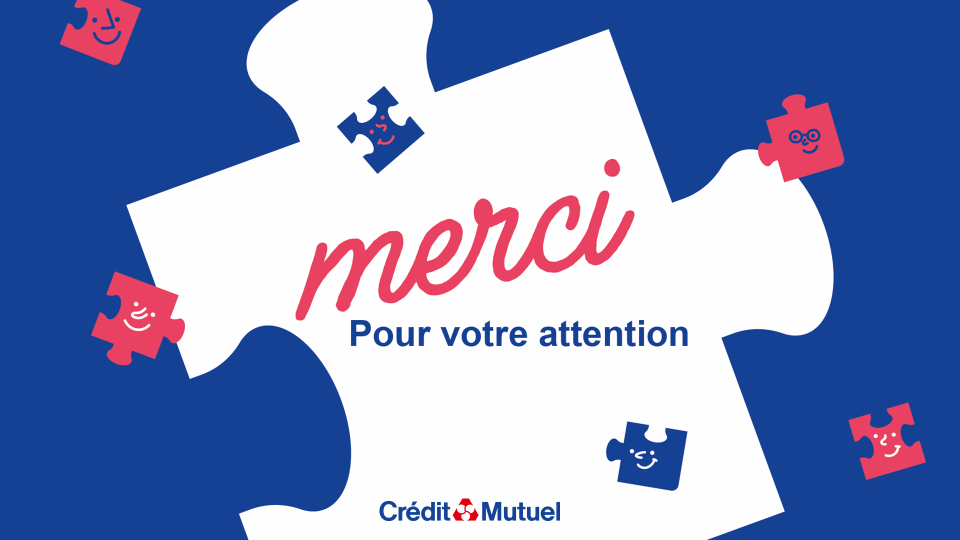 merci
Pour votre attention
Crédit Mutuel